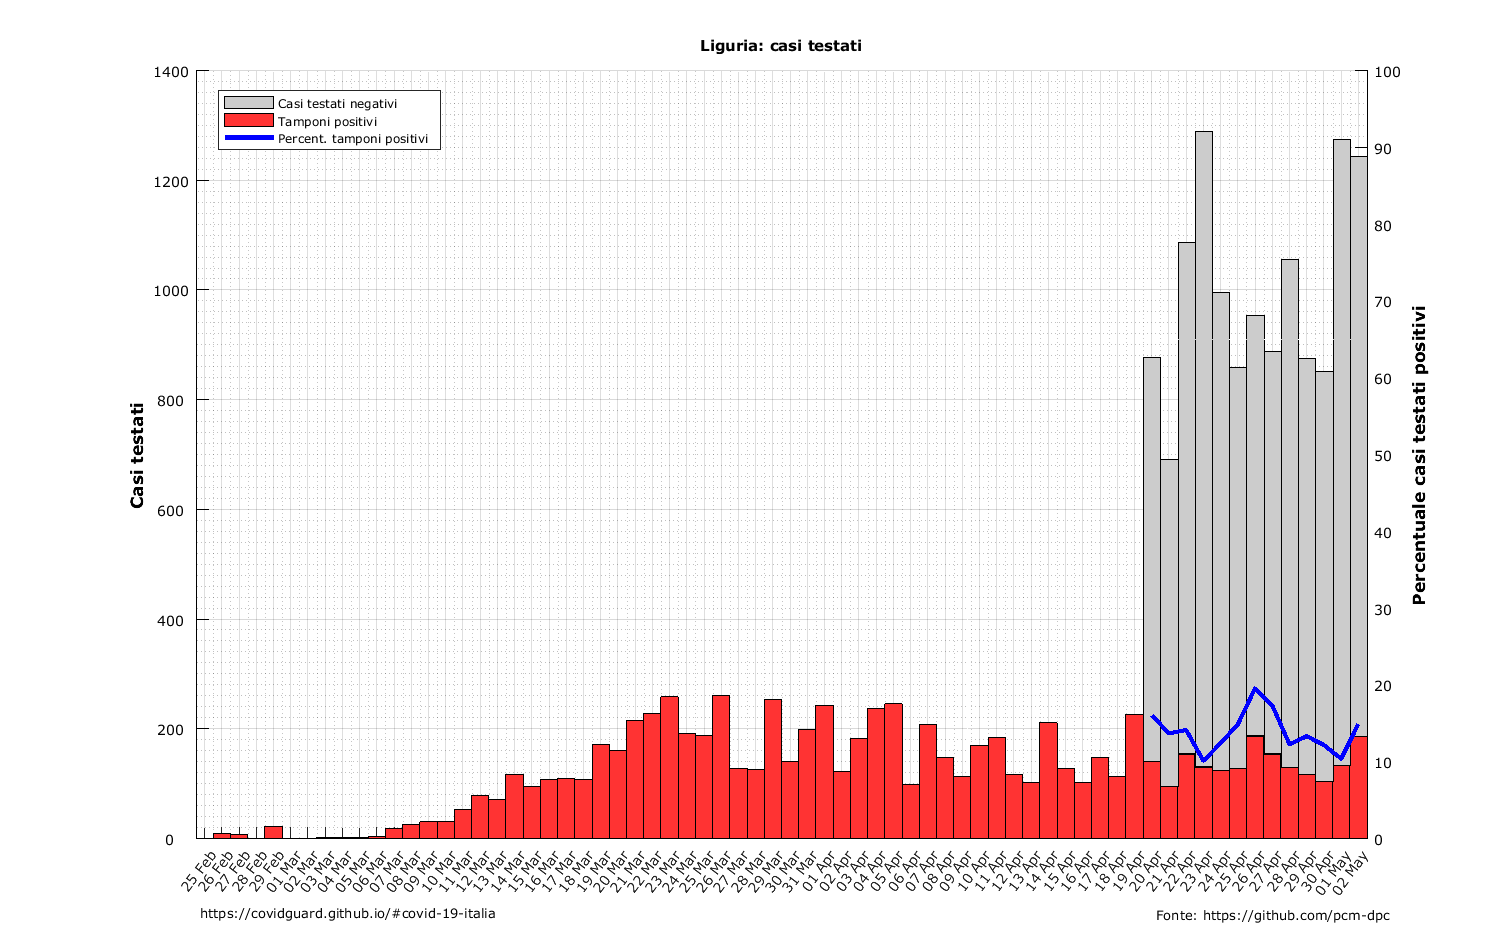 Liguria: casi testati
Casi testati negativi
Tamponi positivi
Percent. tamponi positivi
Casi testati
1400
1200
1000
800
600
400
200
0
100
90
80
70
60
50
40
30
20
10
0
Percentuale casi testati positivi
25 Feb
26 Feb
27 Feb
28 Feb
29 Feb
01 Mar
02 Mar
03 Mar
04 Mar
05 Mar
06 Mar
07 Mar
08 Mar
09 Mar
10 Mar
11 Mar
12 Mar
13 Mar
14 Mar
15 Mar
16 Mar
17 Mar
18 Mar
19 Mar
20 Mar
21 Mar
22 Mar
23 Mar
24 Mar
25 Mar
26 Mar
27 Mar
28 Mar
29 Mar
30 Mar
31 Mar
01 Apr
02 Apr
03 Apr
04 Apr
05 Apr
06 Apr
07 Apr
08 Apr
09 Apr
10 Apr
11 Apr
12 Apr
13 Apr
14 Apr
15 Apr
16 Apr
17 Apr
18 Apr
19 Apr
20 Apr
21 Apr
22 Apr
23 Apr
24 Apr
25 Apr
26 Apr
27 Apr
28 Apr
29 Apr
30 Apr
01 May
02 May
https://covidguard.github.io/#covid-19-italia
Fonte: https://github.com/pcm-dpc